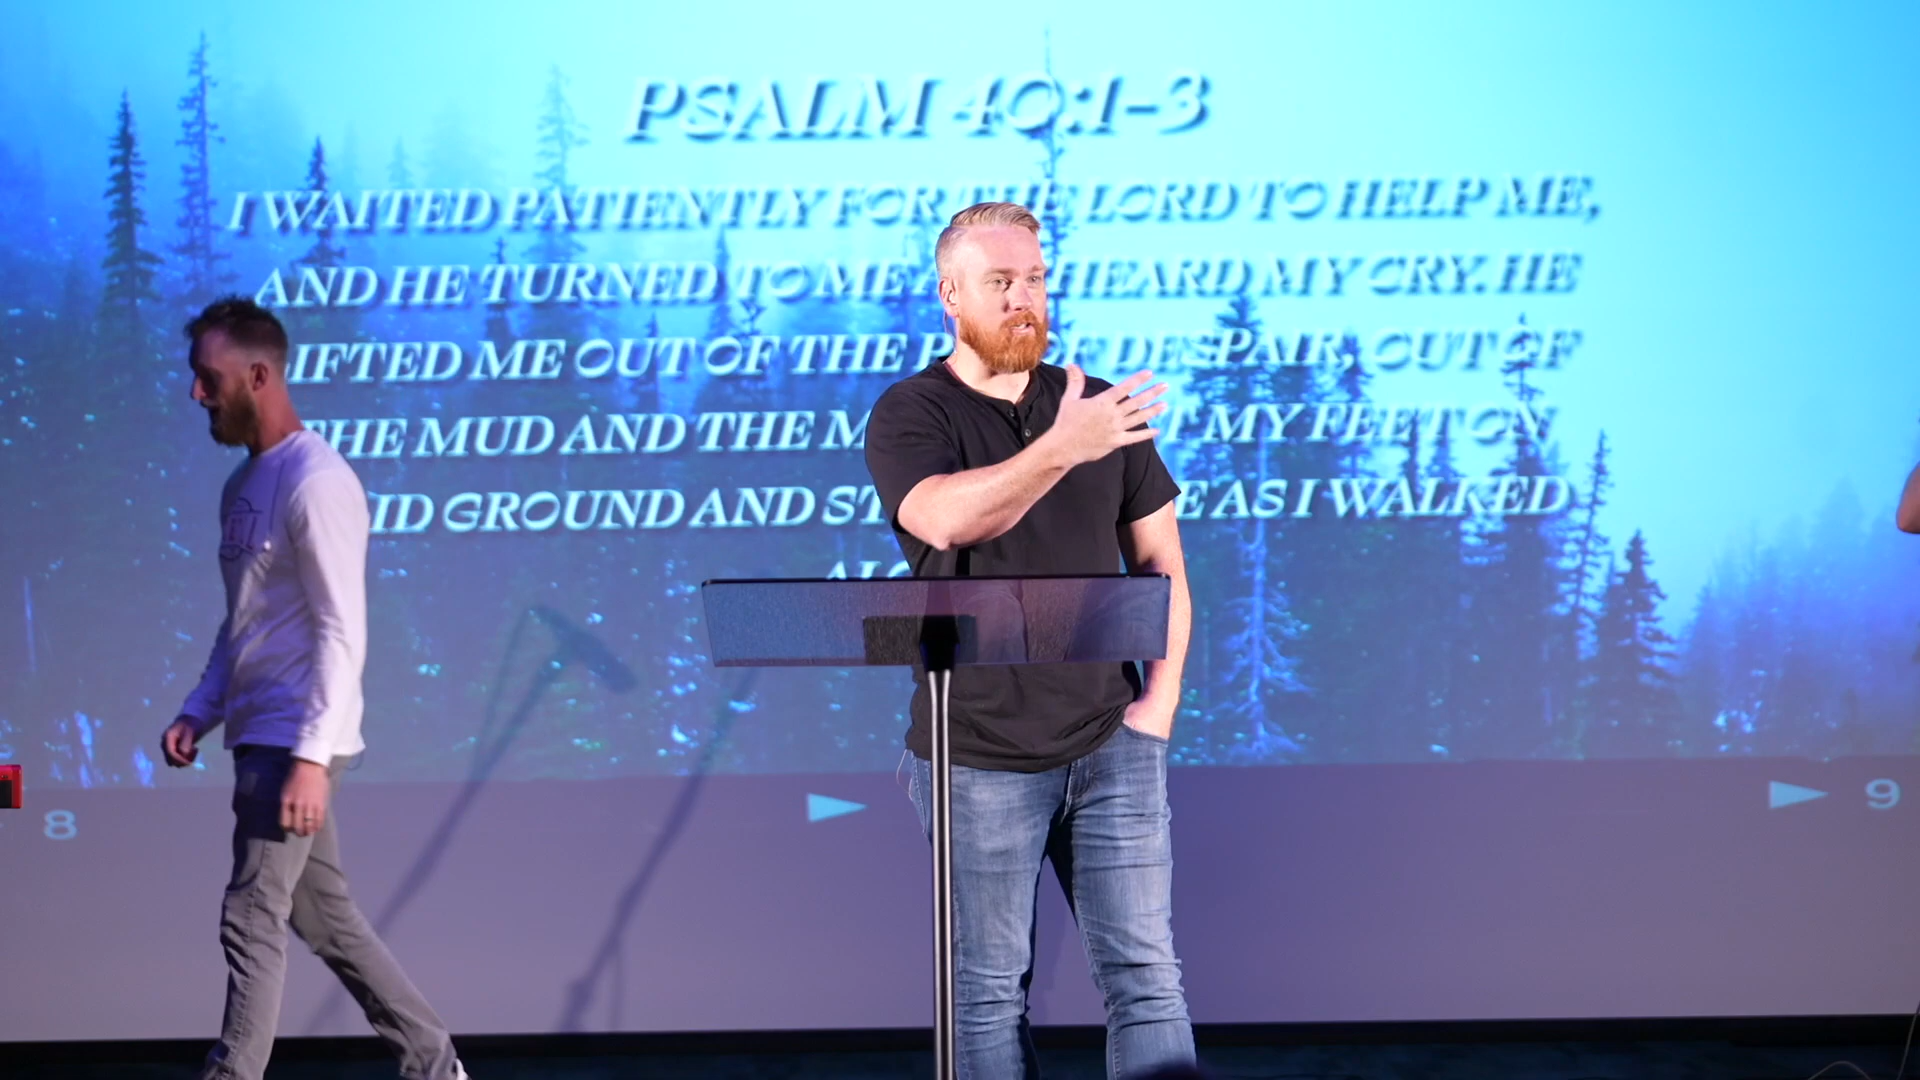 PSALM 40:1-3
I WAITED PATIENTLY FOR THE LORD TO HELP ME,
AND HE TURNED TO ME HEARD MY CRY. HE
LIFTED ME OUT OF THE OF DESPAIR, OUT OF
THE MUD AND THE MY FEET ON
GROUND AND AS I WALKED
8
9